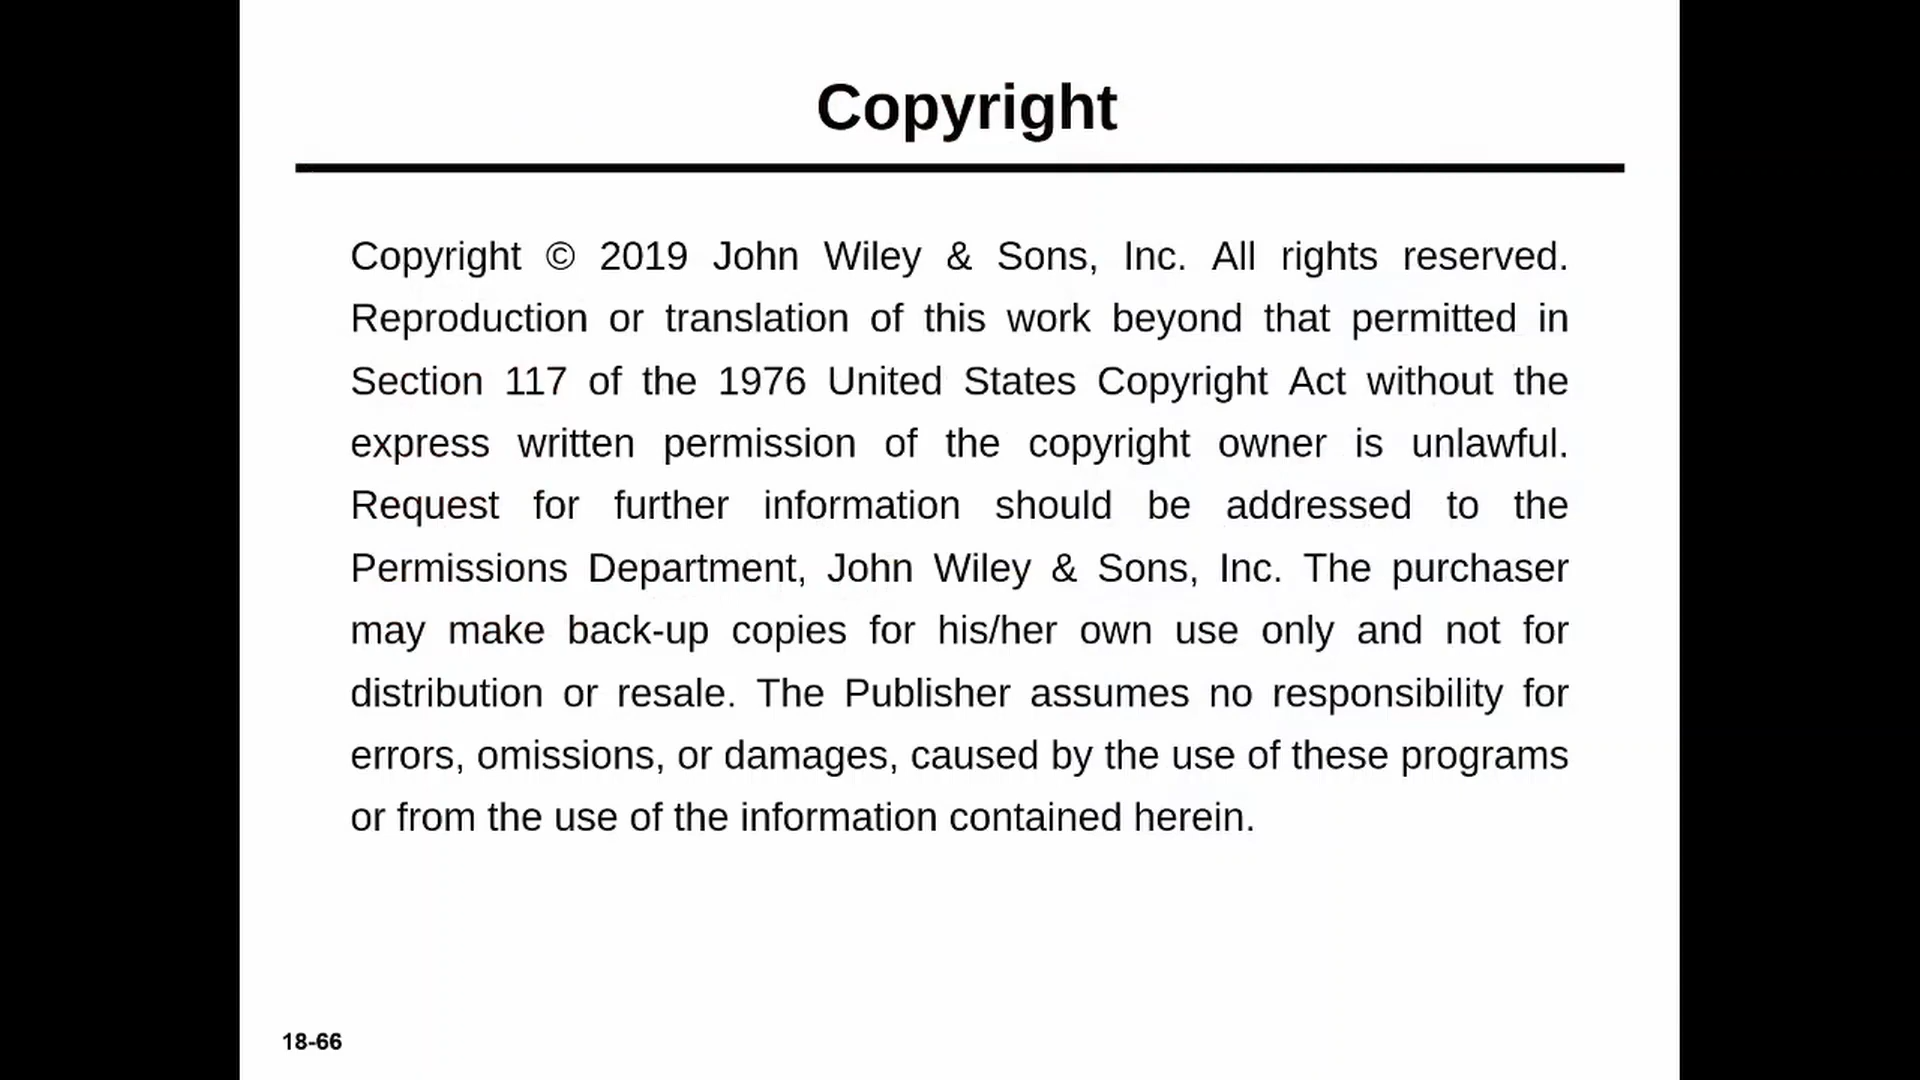 Copyright
Copyright © 2019 John Wiley & Sons, Inc. All rights reserved.
Reproduction or translation of this work beyond that permitted in
Section 117 of the 1976 United States Copyright Act without the
express written permission of the copyright owner is unlawful.
Request for further information should be addressed to the
Permissions Department, John Wiley & Sons, Inc. The purchaser
may make back-up copies for his/her own use only and not for
distribution or resale. The Publisher assumes no responsibility for
errors, omissions, or damages, caused by the use of these programs
or from the use of the information contained herein.
18-66